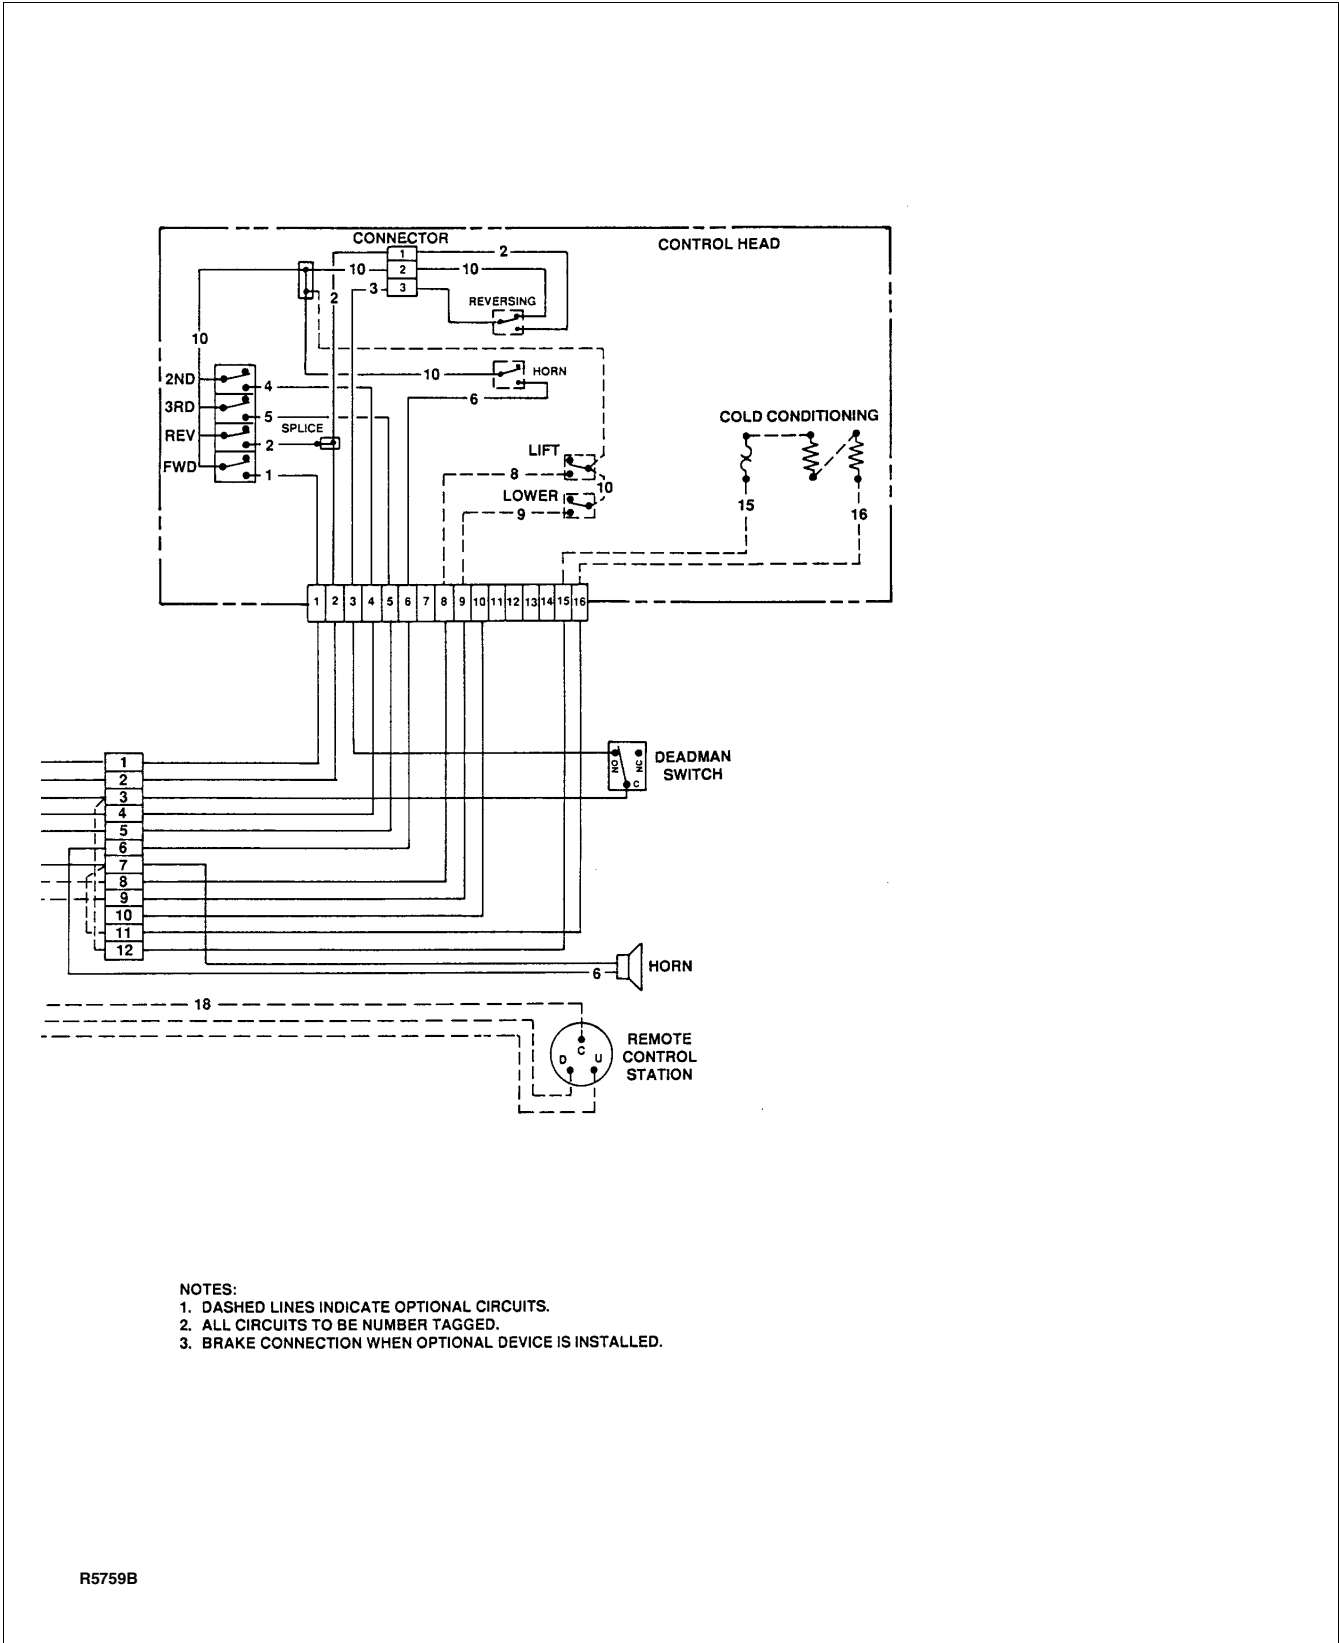 CONNECTOR
CONTROL HEAD
1
2
2
10
10
3
3
2
REVERSING
10
HORN
10
6
2ND
4
3RD
5
SPLICE
REV
2
FWD
1
COLD CONDITIONING
LIFT
8
10
LOWER
9
15
16
1 2 3 4 5 6 7 8 9 10 11 12 13 14 15 16
NO
NC
C
DEADMAN
SWITCH
1
2
3
4
5
6
7
8
9
10
11
12
6
HORN
18
C
D
U
REMOTE
CONTROL
STATION
NOTES:
1. DASHED LINES INDICATE OPTIONAL CIRCUITS.
2. ALL CIRCUITS TO BE NUMBER TAGGED.
3. BRAKE CONNECTION WHEN OPTIONAL DEVICE IS INSTALLED.
R5759B